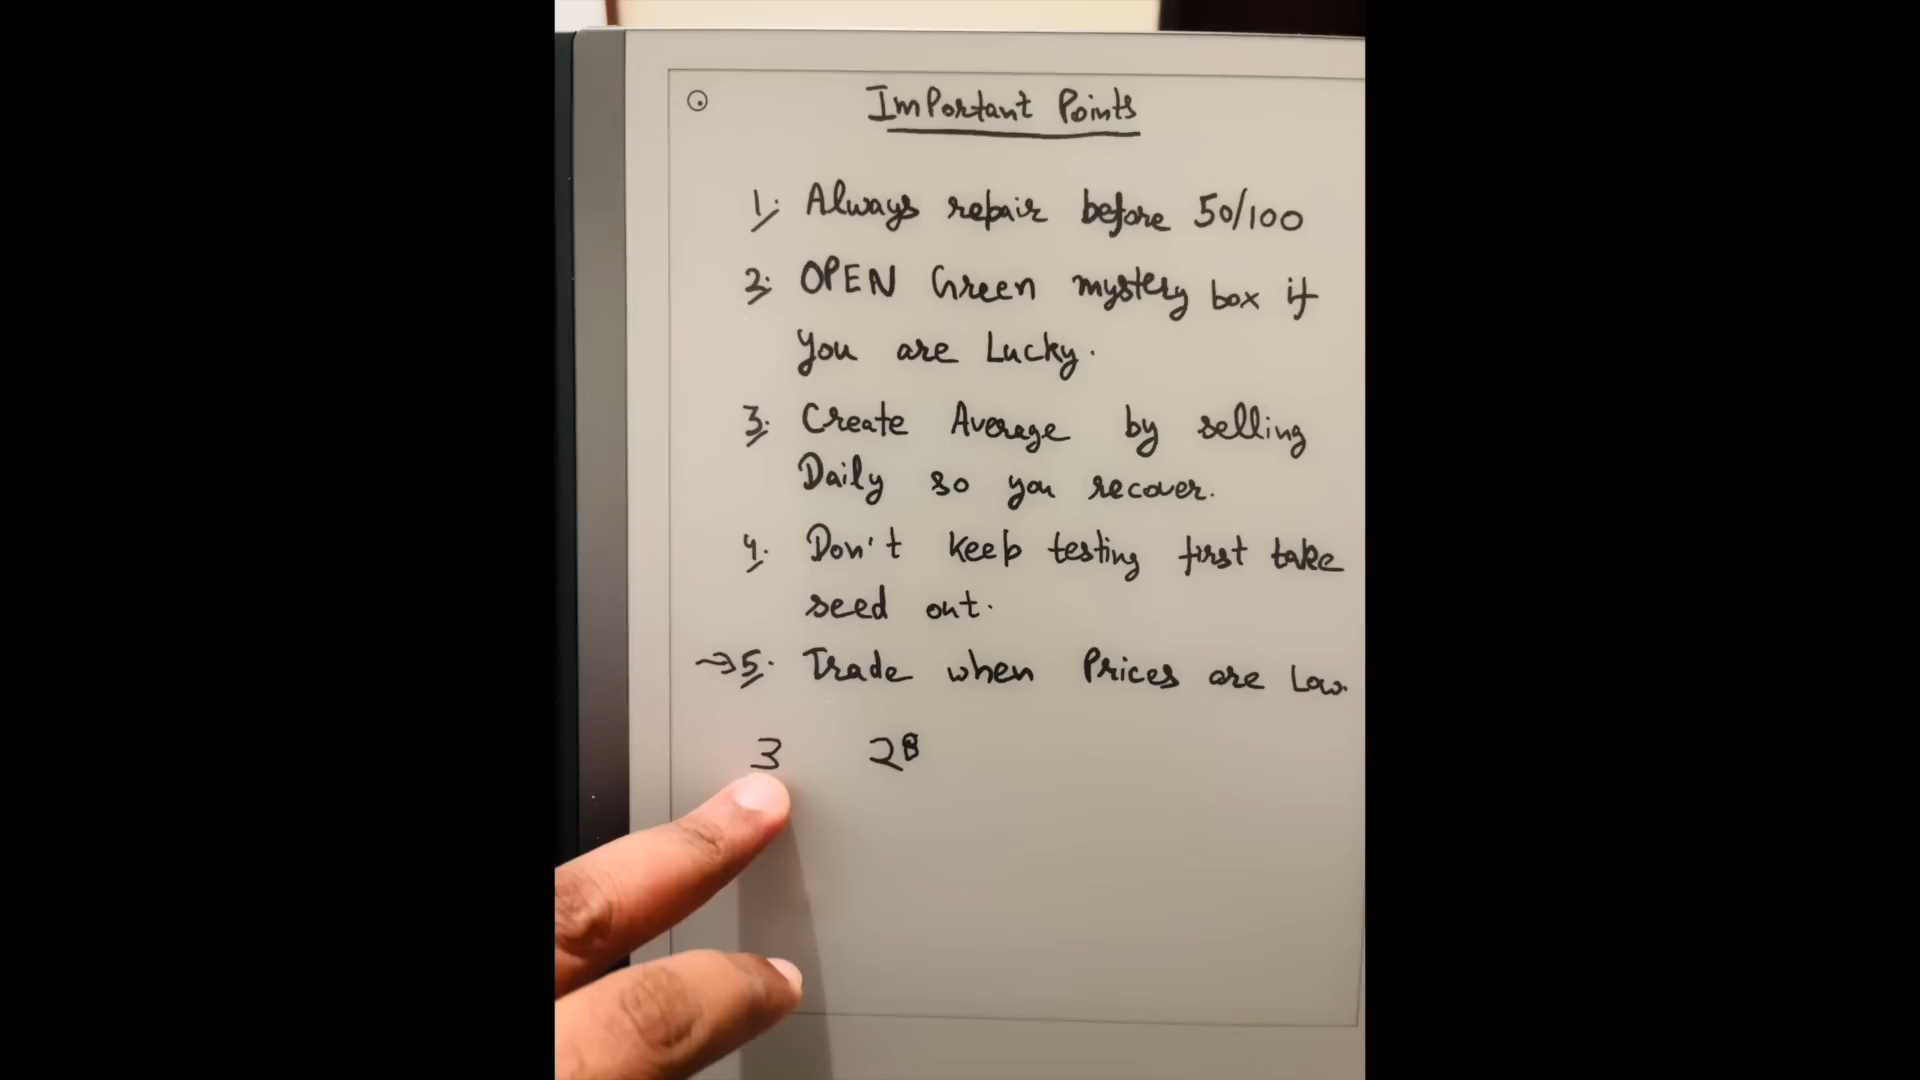 Important Points
1. Always repair before 50/100
2. OPEN Green mystery box if
You are Lucky.
3. Create Average by selling
Daily so you recover.
4. Don't keep testing first take
seed out.
→5. Trade when Prices are Low.
3 28